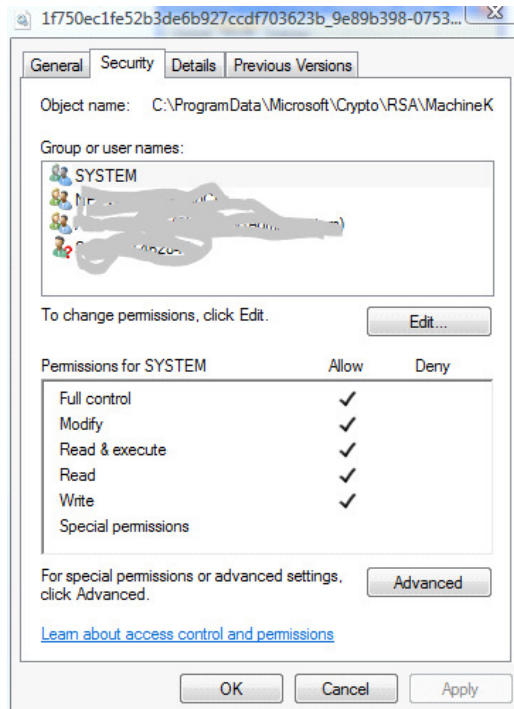 1f750ec1fe52b3de6b927ccdf703623b_9e89b398-0753...
General Security Details Previous Versions
Object name: C:\ProgramData\Microsoft\Crypto\RSA\MachineK
Group or user names:
SYSTEM
To change permissions, click Edit.
Edit...
Permissions for SYSTEM Allow Deny
Full control
Modify
Read & execute
Read
Write
Special permissions
For special permissions or advanced settings,
click Advanced.
Advanced
Learn about access control and permissions
OK Cancel Apply